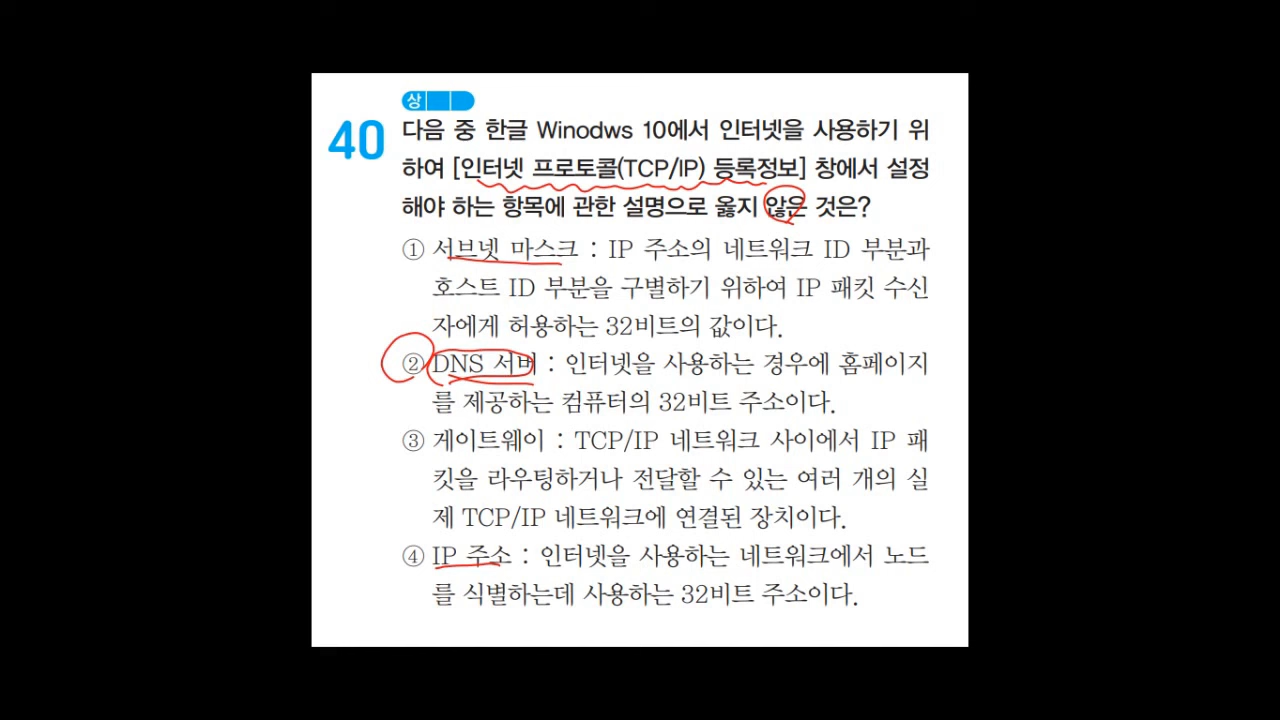 상
40 다음 중 한글 Winodws 10에서 인터넷을 사용하기 위
하여 [인터넷 프로토콜(TCP/IP) 등록정보] 창에서 설정
해야 하는 항목에 관한 설명으로 옳지 않은 것은?
① 서브넷 마스크 : IP 주소의 네트워크 ID 부분과
호스트 ID 부분을 구별하기 위하여 IP 패킷 수신
자에게 허용하는 32비트의 값이다.
② DNS 서버 : 인터넷을 사용하는 경우에 홈페이지
를 제공하는 컴퓨터의 32비트 주소이다.
③ 게이트웨이 : TCP/IP 네트워크 사이에서 IP 패
킷을 라우팅하거나 전달할 수 있는 여러 개의 실
제 TCP/IP 네트워크에 연결된 장치이다.
④ IP 주소 : 인터넷을 사용하는 네트워크에서 노드
를 식별하는데 사용하는 32비트 주소이다.